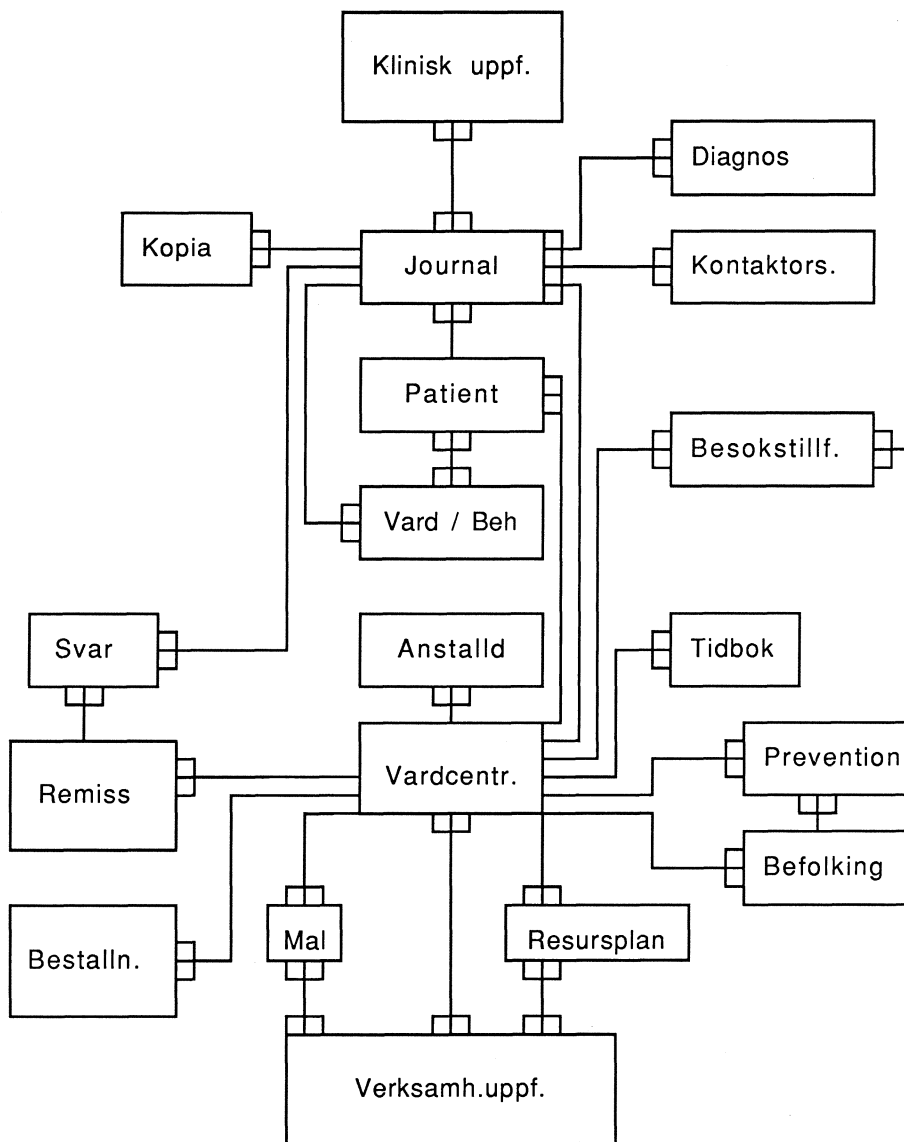 Klinisk uppf.
Diagnos
Kopia
Journal
Kontaktors.
Patient
Besokstillf.
Vard / Beh
Svar
Anstalld
Tidbok
Remiss
Vardcentr.
Prevention
Befolking
Bestalln.
Mal
Resursplan
Verksamh.uppf.